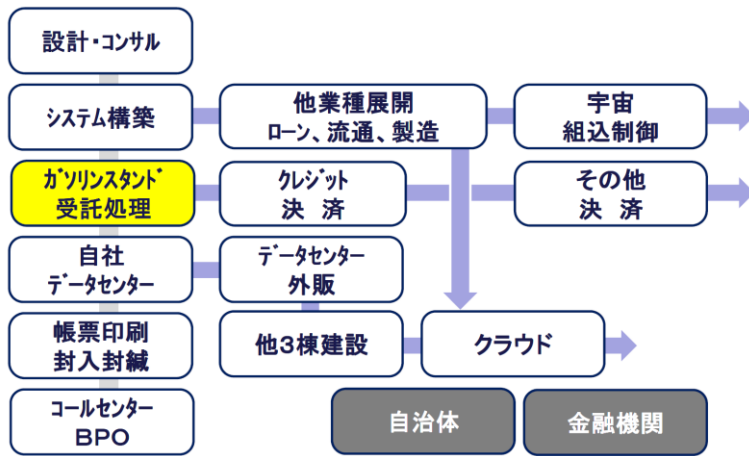 設計・コンサル
システム構築
他業種展開
ローン、流通、製造
宇宙
組込制御
ガソリンスタンド
受託処理
クレジット
決　済
その他
決　済
自社
データセンター
データセンター
外販
帳票印刷
封入封緘
他３棟建設
クラウド
コールセンター
ＢＰＯ
自治体
金融機関